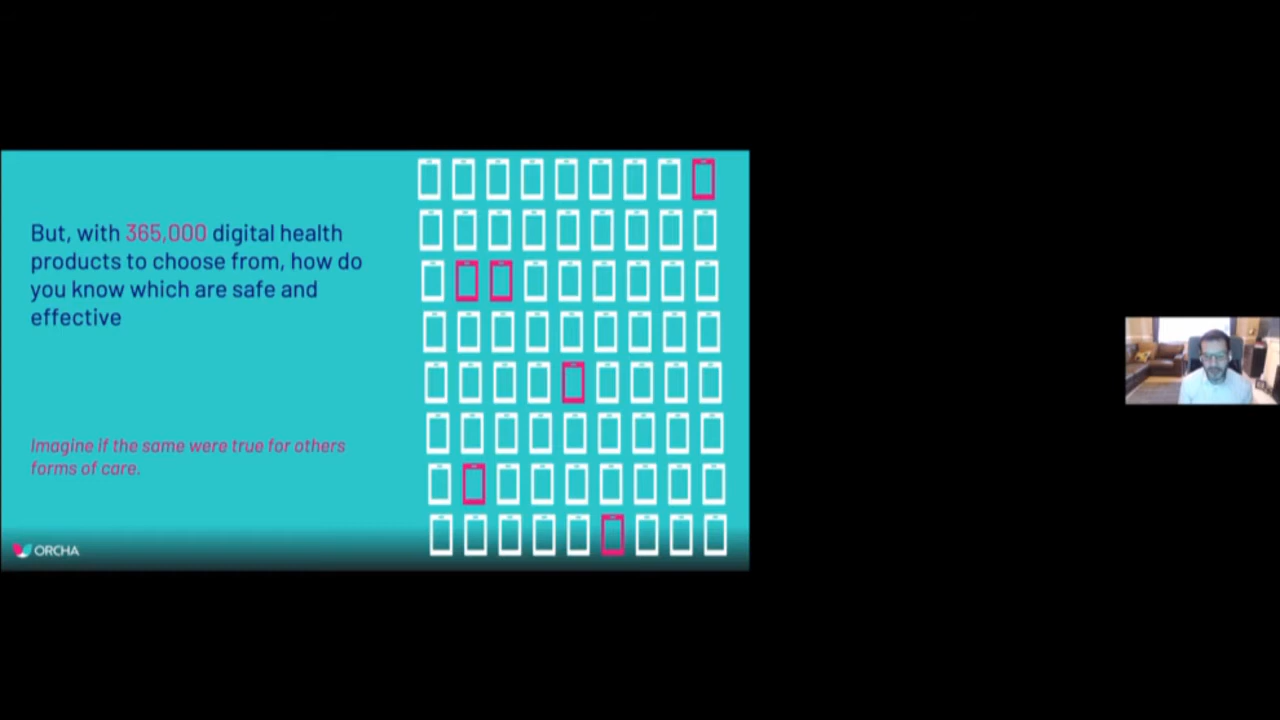 But, with 365,000 digital health
products to choose from, how do
you know which are safe and
effective
Imagine if the same were true for others
forms of care.
ORCHA